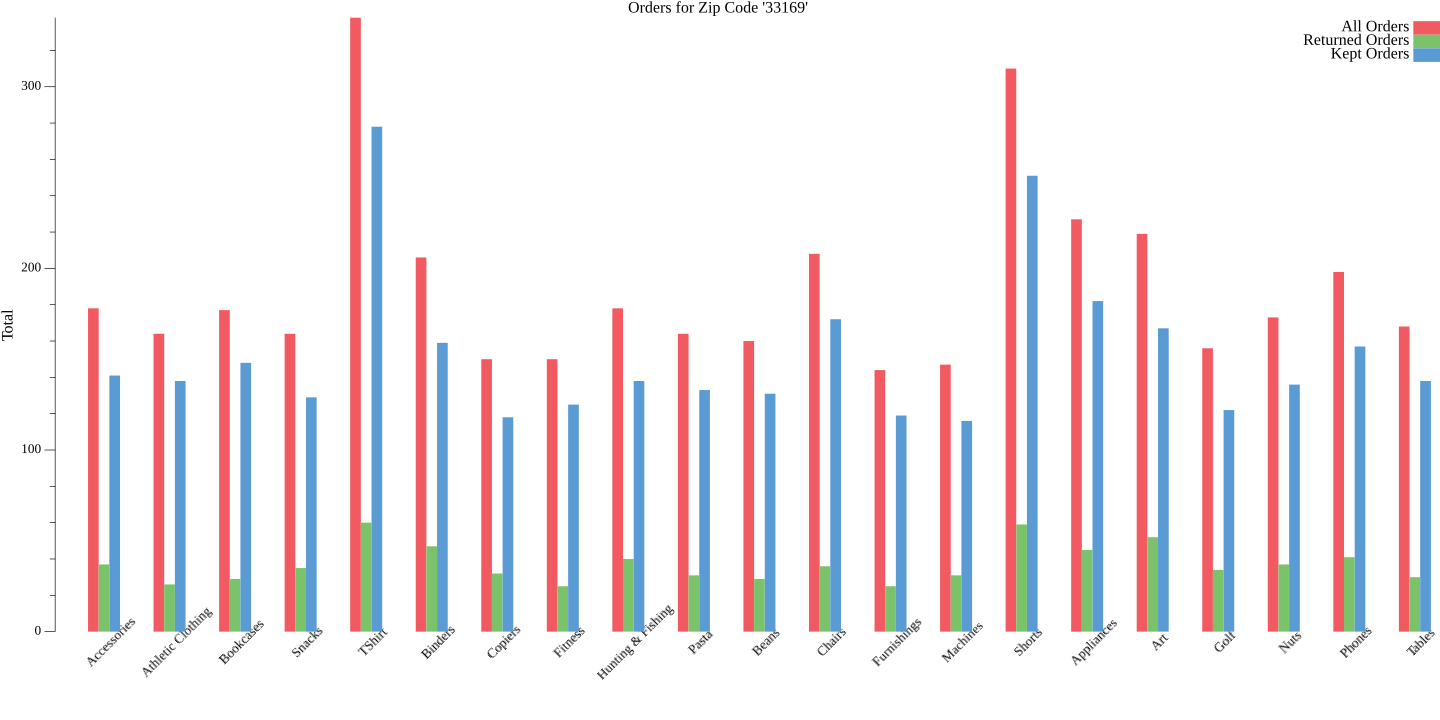 Orders for Zip Code '33169'
All Orders
Returned Orders
Kept Orders
300
200
100
0
Total
Accessories
Athletic Clothing
Bookcases
Snacks
TShirt
Binders
Copiers
Fitness
Hunting & Fishing
Pasta
Beans
Chairs
Furnishings
Machines
Shorts
Appliances
Art
Golf
Nuts
Phones
Tables